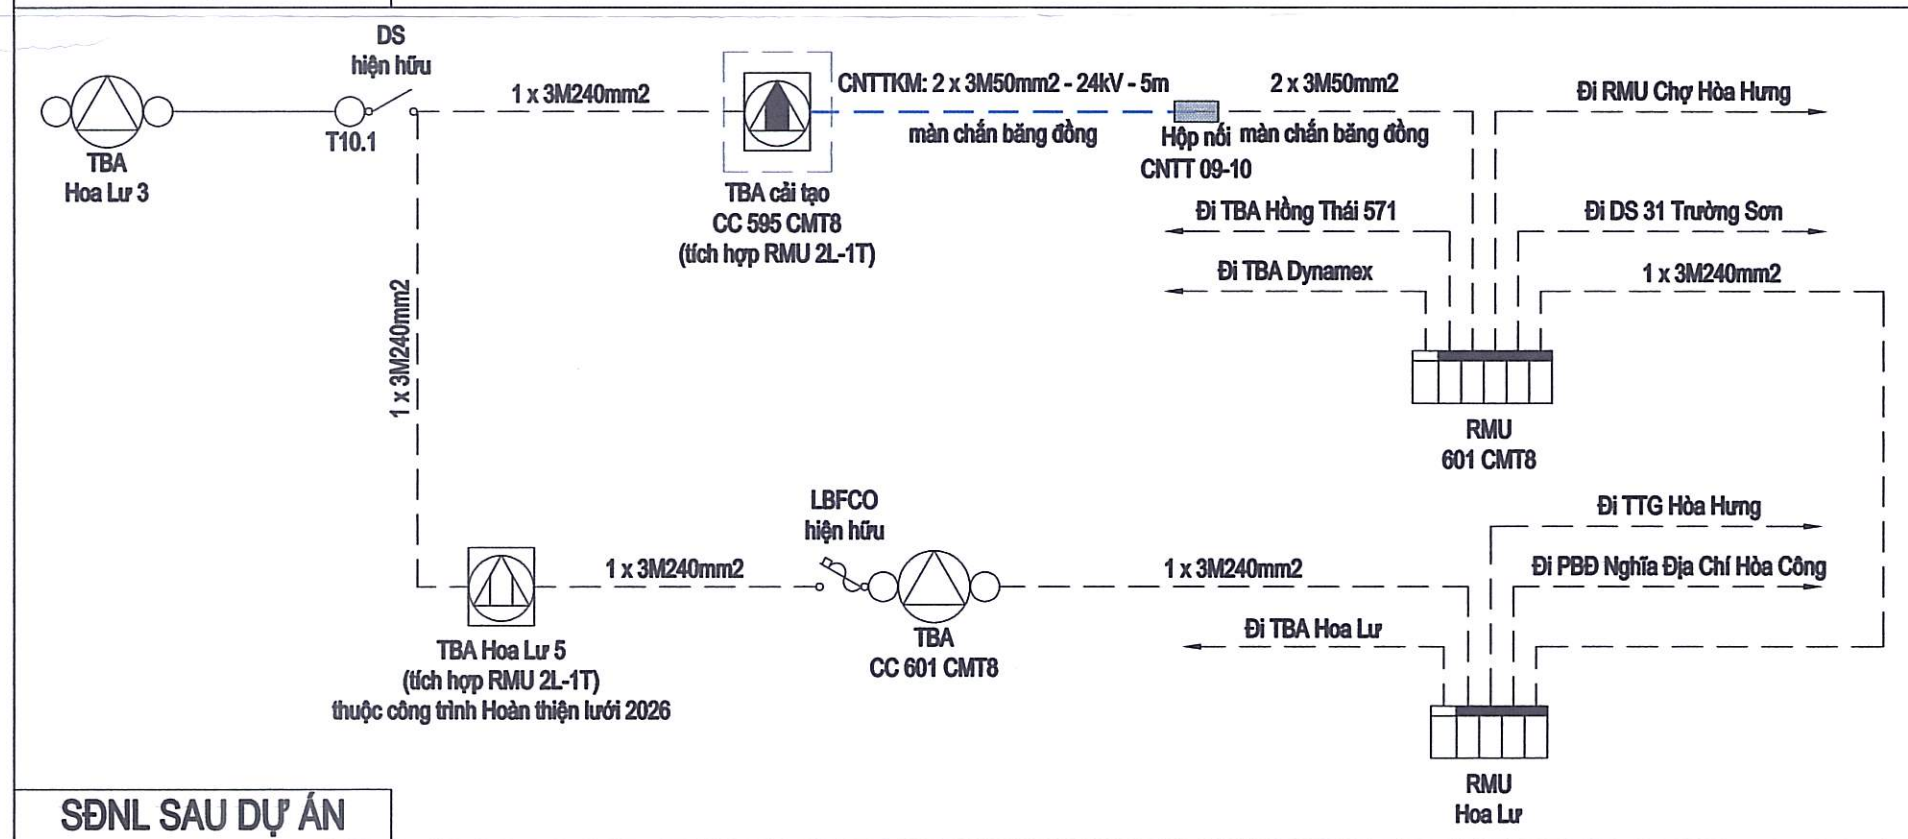 DS
hiện hữu
1 x 3M240mm2
CNTTKM: 2 x 3M50mm2 - 24kV - 5m
2 x 3M50mm2
Đi RMU Chợ Hòa Hưng
T10.1
màn chắn băng đồng
Hộp nối
màn chắn băng đồng
CNTT 09-10
TBA
Hoa Lư 3
TBA cải tạo
CC 595 CMT8
(tích hợp RMU 2L-1T)
Đi TBA Hồng Thái 571
Đi DS 31 Trường Sơn
Đi TBA Dynamex
1 x 3M240mm2
1 x 3M240mm2
RMU
601 CMT8
LBFCO
hiện hữu
Đi TTG Hòa Hưng
1 x 3M240mm2
1 x 3M240mm2
Đi PBĐ Nghĩa Địa Chí Hòa Công
Đi TBA Hoa Lư
TBA Hoa Lư 5
(tích hợp RMU 2L-1T)
thuộc công trình Hoàn thiện lưới 2026
TBA
CC 601 CMT8
RMU
Hoa Lư
SĐNL SAU DỰ ÁN